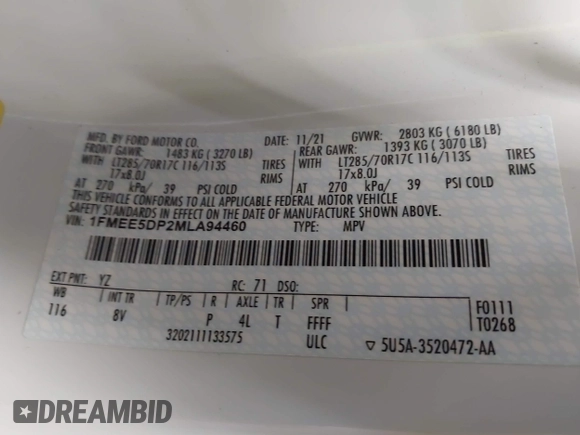 MFD. BY FORD MOTOR CO. 11/21 GVWR: 2803 KG ( 6180 LB)
FRONT GAWR: 1483 KG ( 3270 LB) REAR GAWR: 1393 KG ( 3070 LB)
WITH LT285/70R17C 116/113S TIRES WITH LT285/70R17C 116/113S TIRES
17x8.0J RIMS 17x8.0J RIMS
AT 270 kPa/ 39 PSI COLD AT 270 kPa/ 39 PSI COLD
THIS VEHICLE CONFORMS TO ALL APPLICABLE FEDERAL MOTOR VEHICLE
SAFETY STANDARDS IN EFFECT ON THE DATE OF MANUFACTURE SHOWN ABOVE.
VIN: 1FMEE5DP2MLA94460 TYPE: MPV
EXT PNT: YZ RC: 71 DSO:
WB INT TR TP/PS R AXLE TR SPR F0111
116 8V P 4L T FFFF T0268
3202111133575 ULC ▽ 5U5A-3520472-AA
DREAMBID